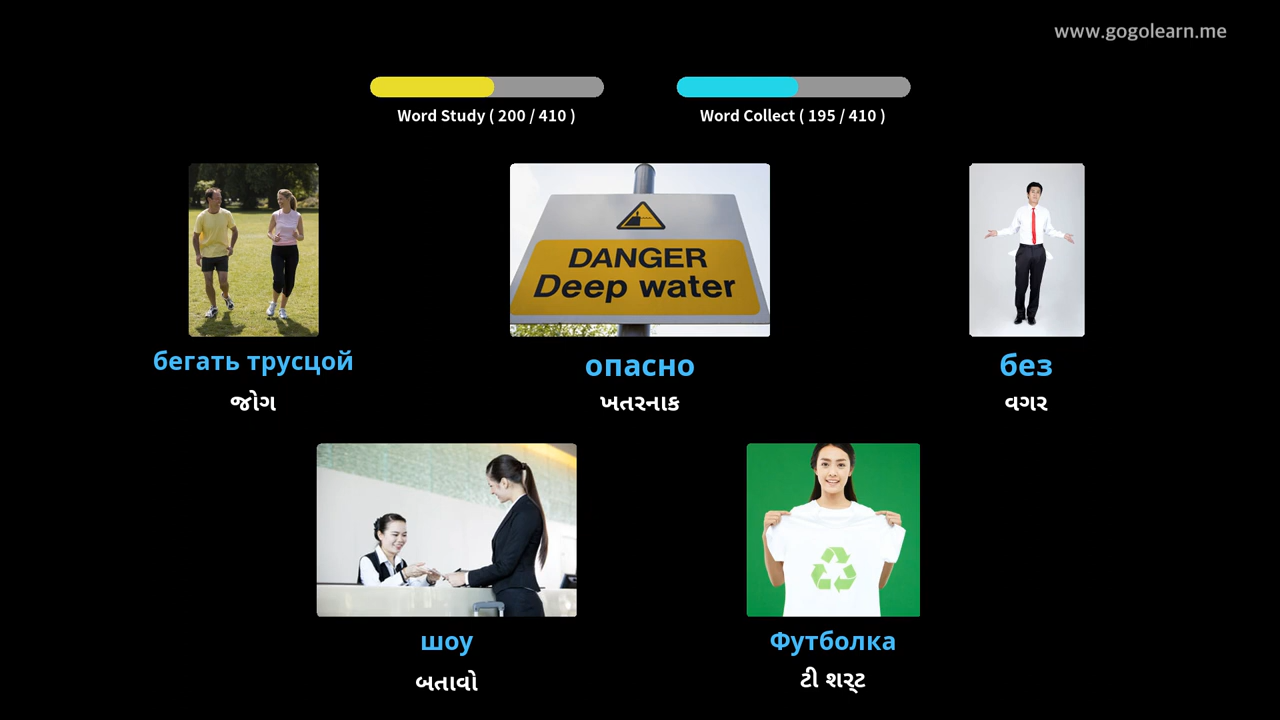 www.gogolearn.me
Word Study ( 200 / 410 )
Word Collect ( 195 / 410 )
DANGER
Deep water
бегать трусцой
опасно
без
જોગ
ખતરનાક
વગર
шоу
Футболка
બતાવો
ટી શર્ટ